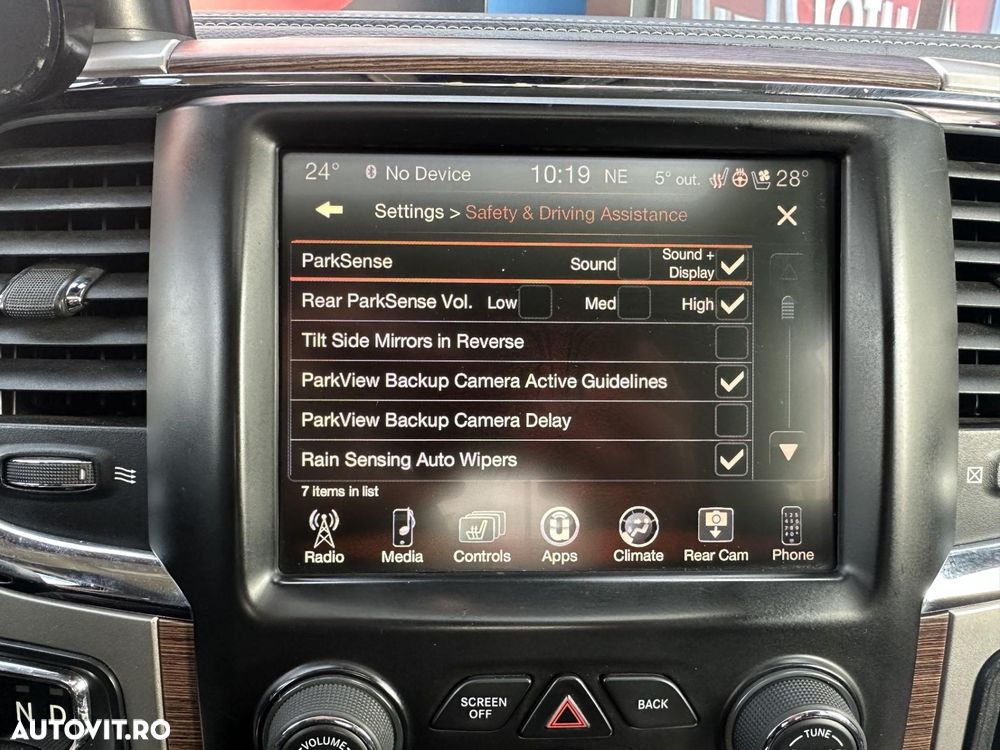 24° No Device 10:19 NE 5° out. 28°
Settings > Safety & Driving Assistance
ParkSense Sound Sound + Display
Rear ParkSense Vol. Low Med High
Tilt Side Mirrors in Reverse
ParkView Backup Camera Active Guidelines
ParkView Backup Camera Delay
Rain Sensing Auto Wipers
7 items in list
Radio Media Controls Apps Climate Rear Cam Phone
SCREEN OFF BACK
VOLUME TUNE
N D
AUTOVIT.RO